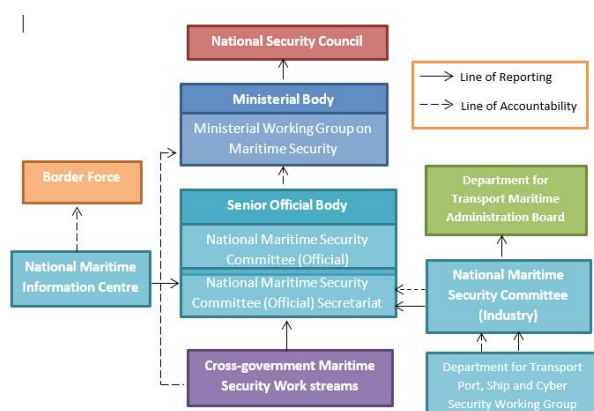 National Security Council
Ministerial Body
Ministerial Working Group on
Maritime Security
Line of Reporting
Line of Accountability
Border Force
Senior Official Body
National Maritime Security
Committee (Official)
National Maritime Security
Committee (Official) Secretariat
Department for
Transport Maritime
Administration Board
National Maritime
Information Centre
National Maritime
Security Committee
(Industry)
Cross-government Maritime
Security Work streams
Department for Transport
Port, Ship and Cyber
Security Working Group